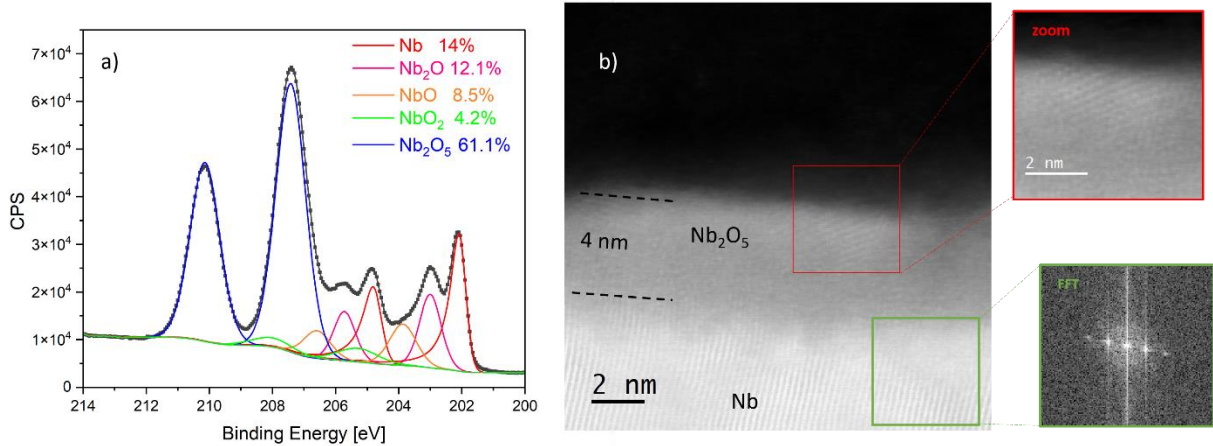 a)
Nb 14%
Nb₂O 12.1%
NbO 8.5%
NbO₂ 4.2%
Nb₂O₅ 61.1%
7×10⁴
6×10⁴
5×10⁴
4×10⁴
3×10⁴
2×10⁴
1×10⁴
0
CPS
214 212 210 208 206 204 202 200
Binding Energy [eV]
b)
4 nm
Nb₂O₅
2 nm
Nb
zoom
2 nm
FFT